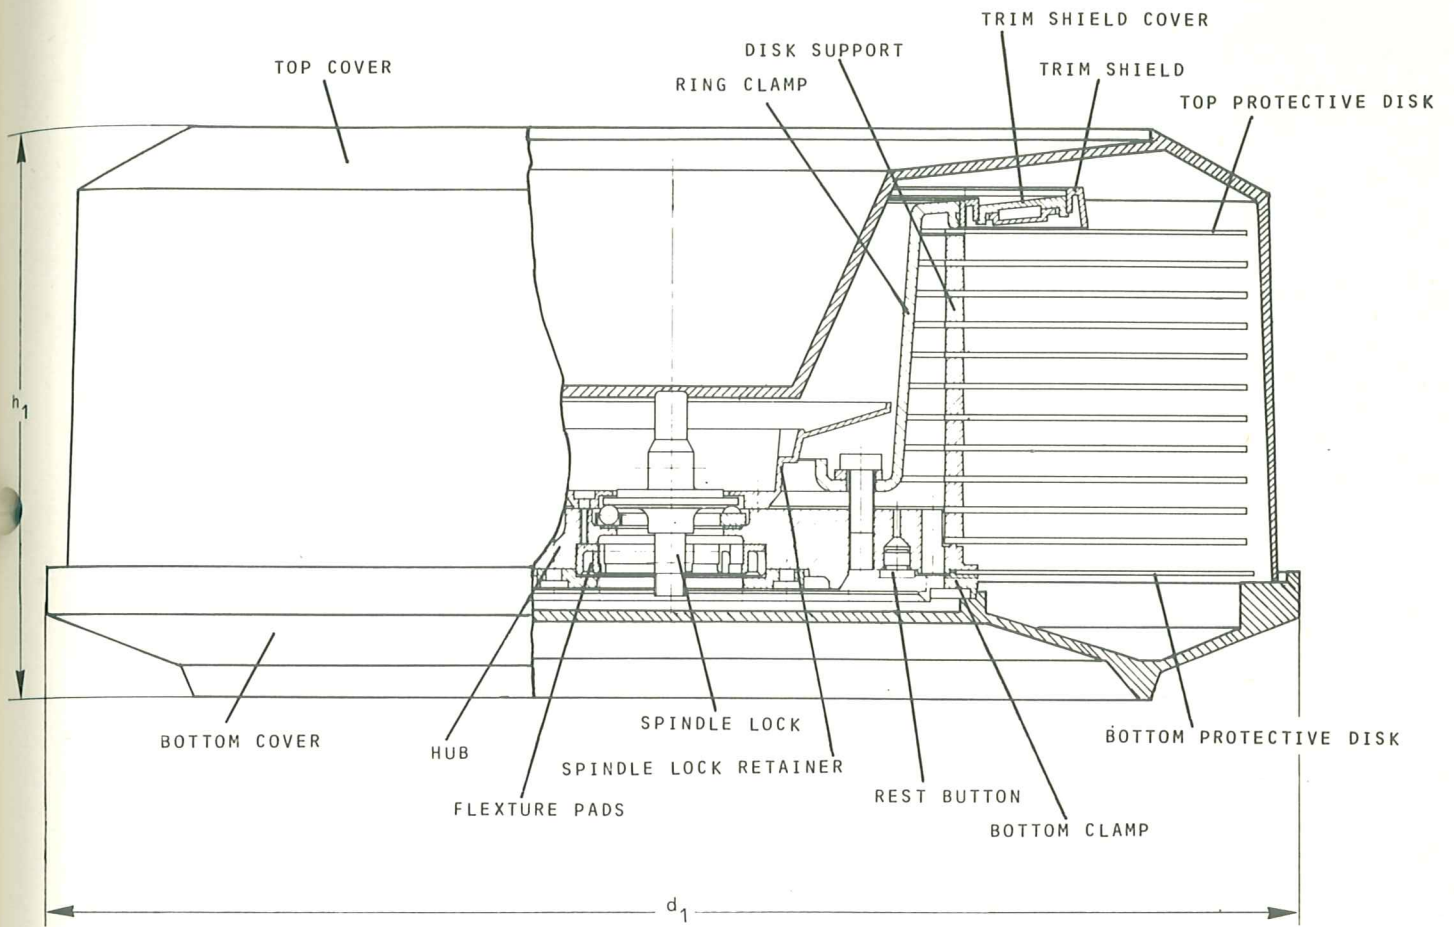 TRIM SHIELD COVER
DISK SUPPORT
TOP COVER
TRIM SHIELD
RING CLAMP
TOP PROTECTIVE DISK
h1
SPINDLE LOCK
BOTTOM PROTECTIVE DISK
BOTTOM COVER
HUB
SPINDLE LOCK RETAINER
REST BUTTON
FLEXTURE PADS
BOTTOM CLAMP
d1